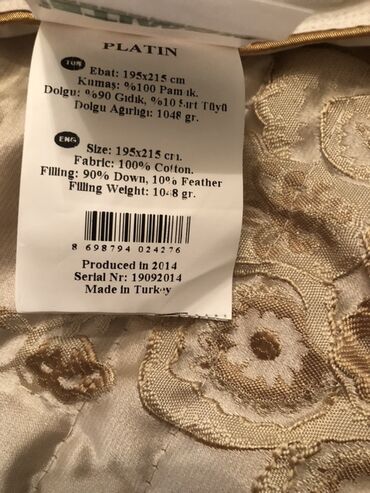 PLATIN
TUR Ebat: 195x215 cm
Kumaş: %100 Pamuk.
Dolgu: %90 Gıdık, %10 Sırt Tüyü
Dolgu Ağırlığı: 1048 gr.
ENG Size: 195x215 cm.
Fabric: 100% Cotton.
Filling: 90% Down, 10% Feather
Filling Weight: 1048 gr.
8 698794 024276
Produced in 2014
Serial Nr: 19092014
Made in Turkey